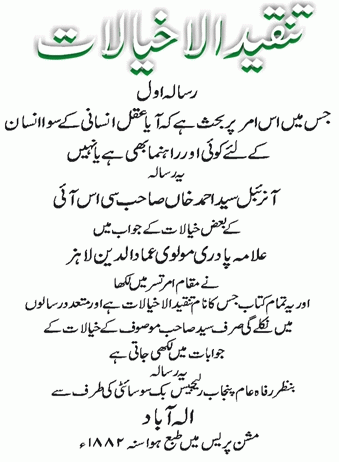 تنقید الاخیالات
رسالہ اول
جس میں اس امر پر بحث ہے کہ آیا عقل انسانی کے سوا انسان
کے لئے کوئی اور راہنما بھی ہے یا نہیں
یہ رسالہ
آنرئبل سید احمد خاں صاحب سی اس آئی
کے بعض خیالات کے جواب میں
علامہ پادری مولوی عماد الدین لاہز
نے مقام امرتسر میں لکھا
اور یہ تمام کتاب جس کا نام تنقید الاخیالات ہے اور متعدد رسالوں
میں نکلے گی صرف سید صاحب موصوف کے خیالات کے
جوابات میں لکھی جاتی ہے
یہ رسالہ
بنظر رفاہ عام پنجاب ریلیجیس بک سوسائٹی کی طرف سے
الہ آباد
مشن پریس میں طبع ہوا سنہ ۱۸۸۲ء